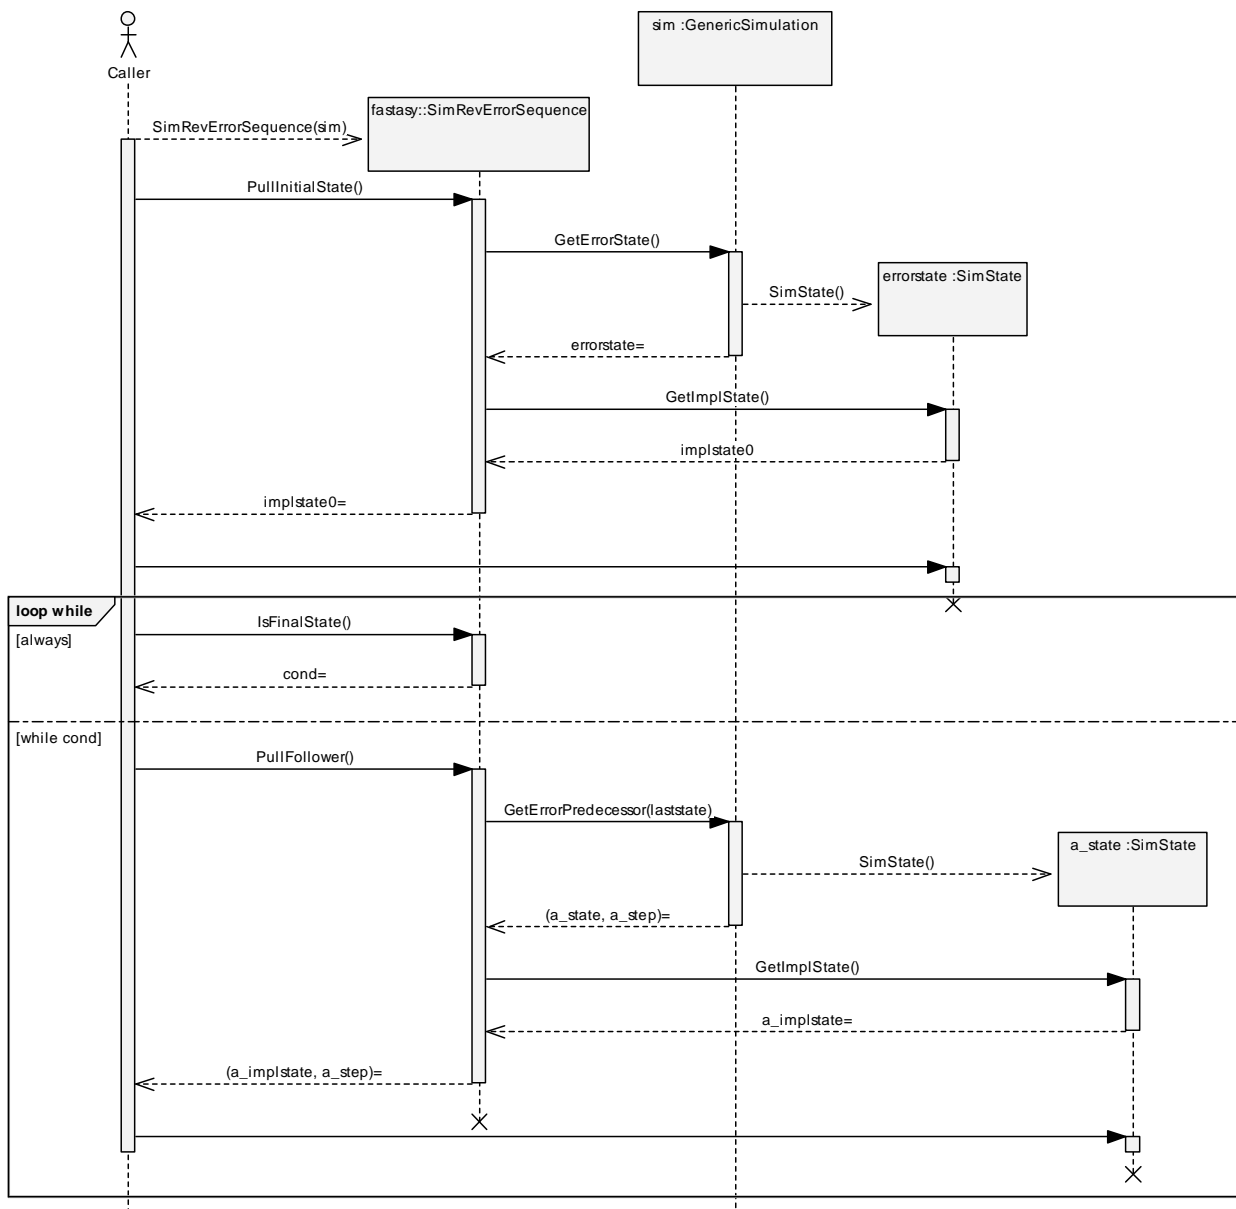 sim :GenericSimulation
Caller
fastasy::SimRevErrorSequence
SimRevErrorSequence(sim)
PullInitialState()
GetErrorState()
errorstate :SimState
SimState()
errorstate=
GetImplState()
implstate0
implstate0=
loop while
[always]
IsFinalState()
cond=
[while cond]
PullFollower()
GetErrorPredecessor(laststate)
a_state :SimState
SimState()
(a_state, a_step)=
GetImplState()
a_implstate=
(a_implstate, a_step)=